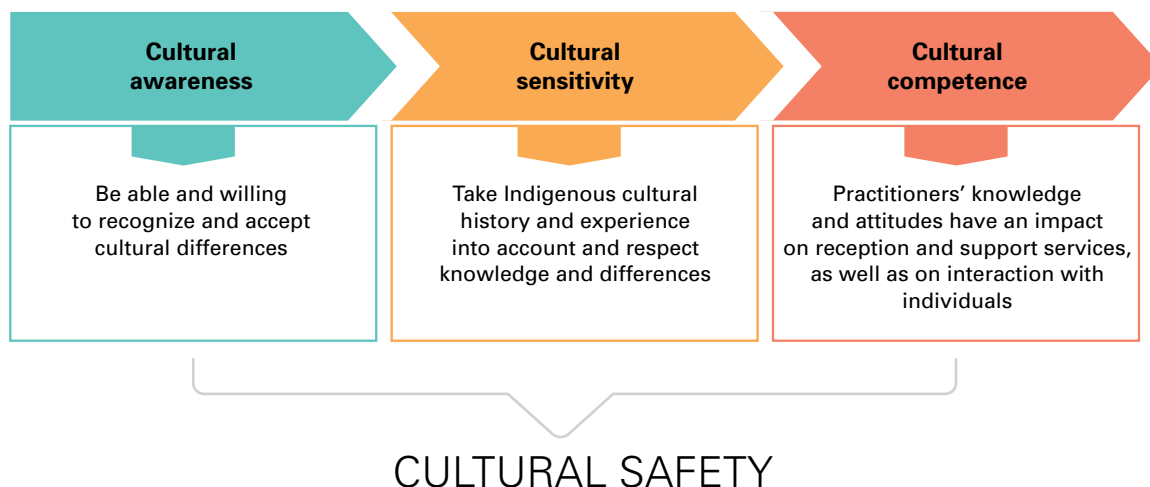 Cultural
awareness
Be able and willing
to recognize and accept
cultural differences
Cultural
sensitivity
Take Indigenous cultural
history and experience
into account and respect
knowledge and differences
Cultural
competence
Practitioners’ knowledge
and attitudes have an impact
on reception and support services,
as well as on interaction with
individuals
CULTURAL SAFETY